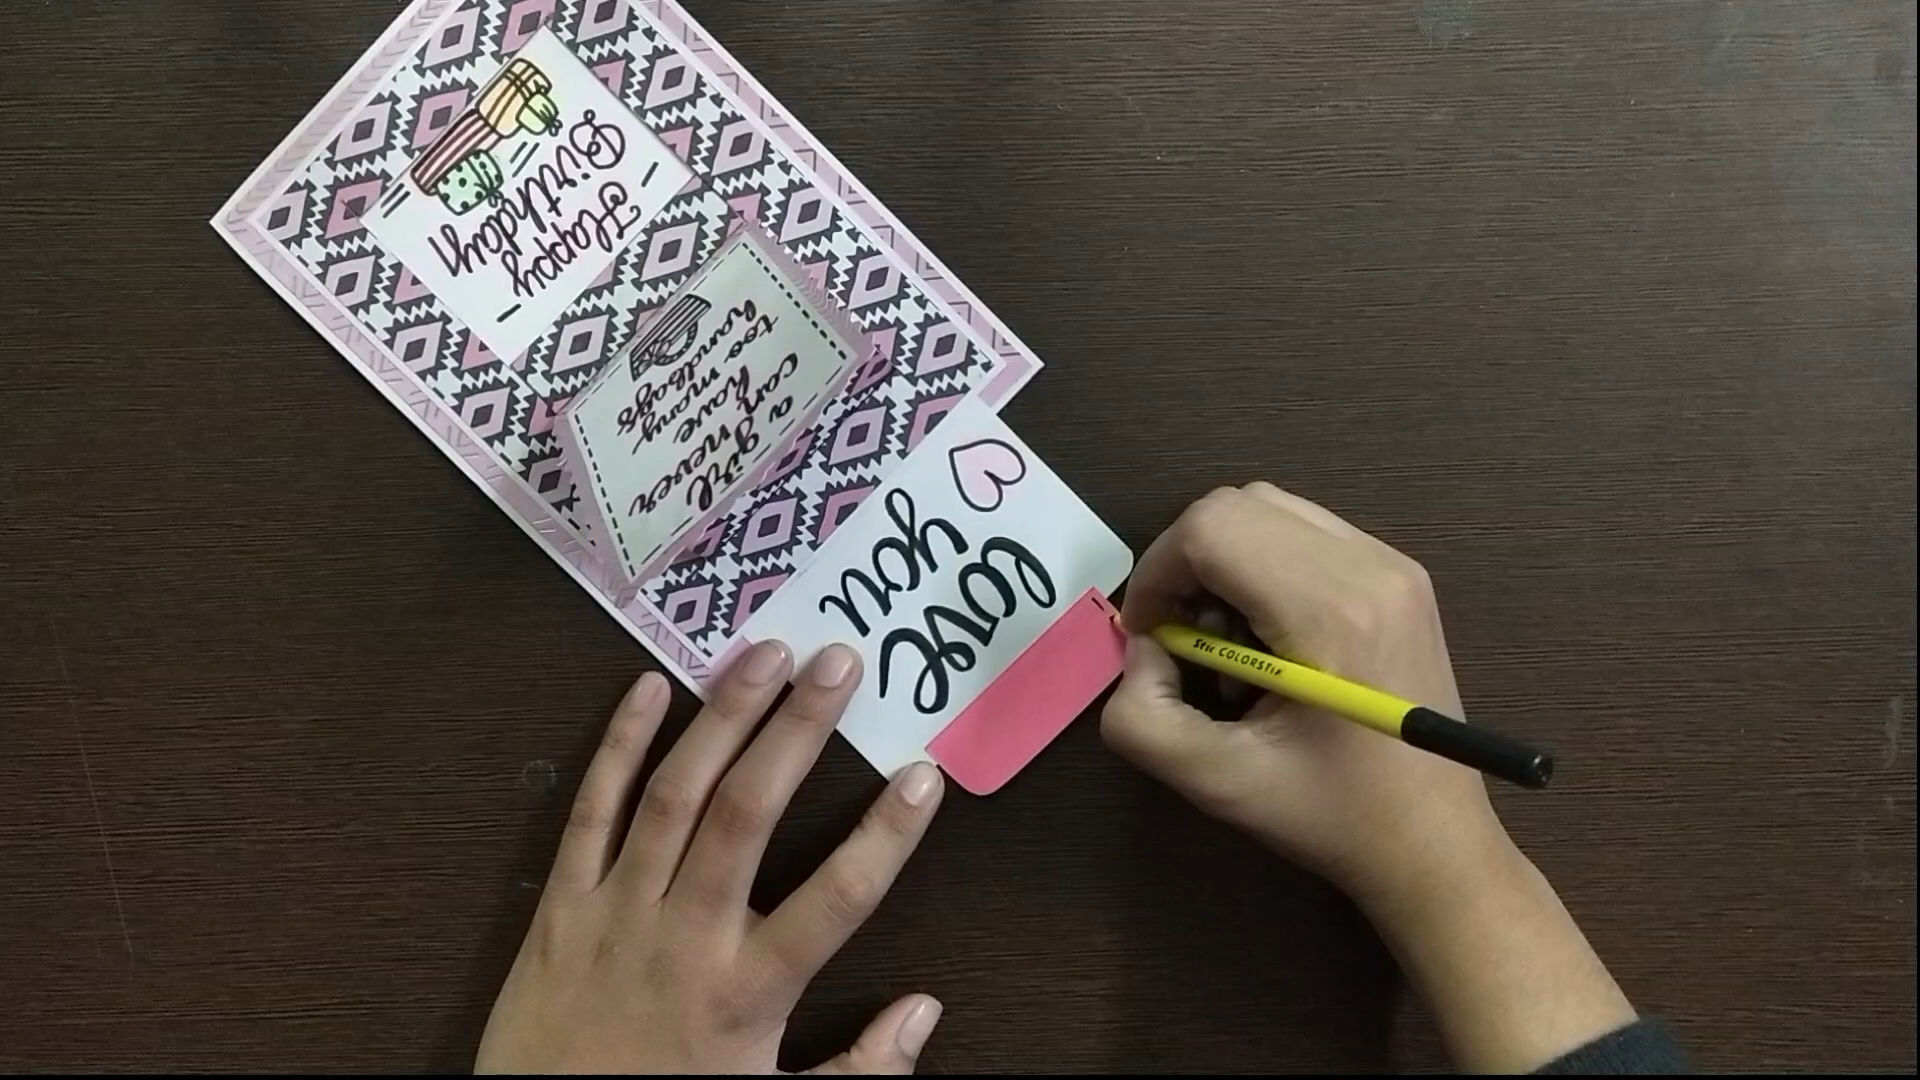 Happy
Birthday
a girl
can never
have
too many
handbags
love
you
Stic COLORSTIX